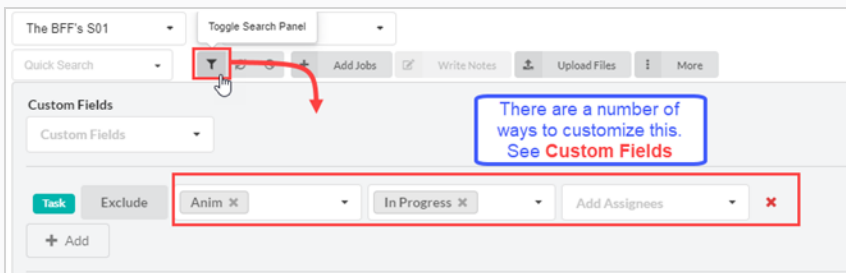 The BFF's S01
Toggle Search Panel
Quick Search
Add Jobs
Write Notes
Upload Files
More
Custom Fields
Custom Fields
There are a number of
ways to customize this.
See Custom Fields
Task
Exclude
Anim
In Progress
Add Assignees
Add